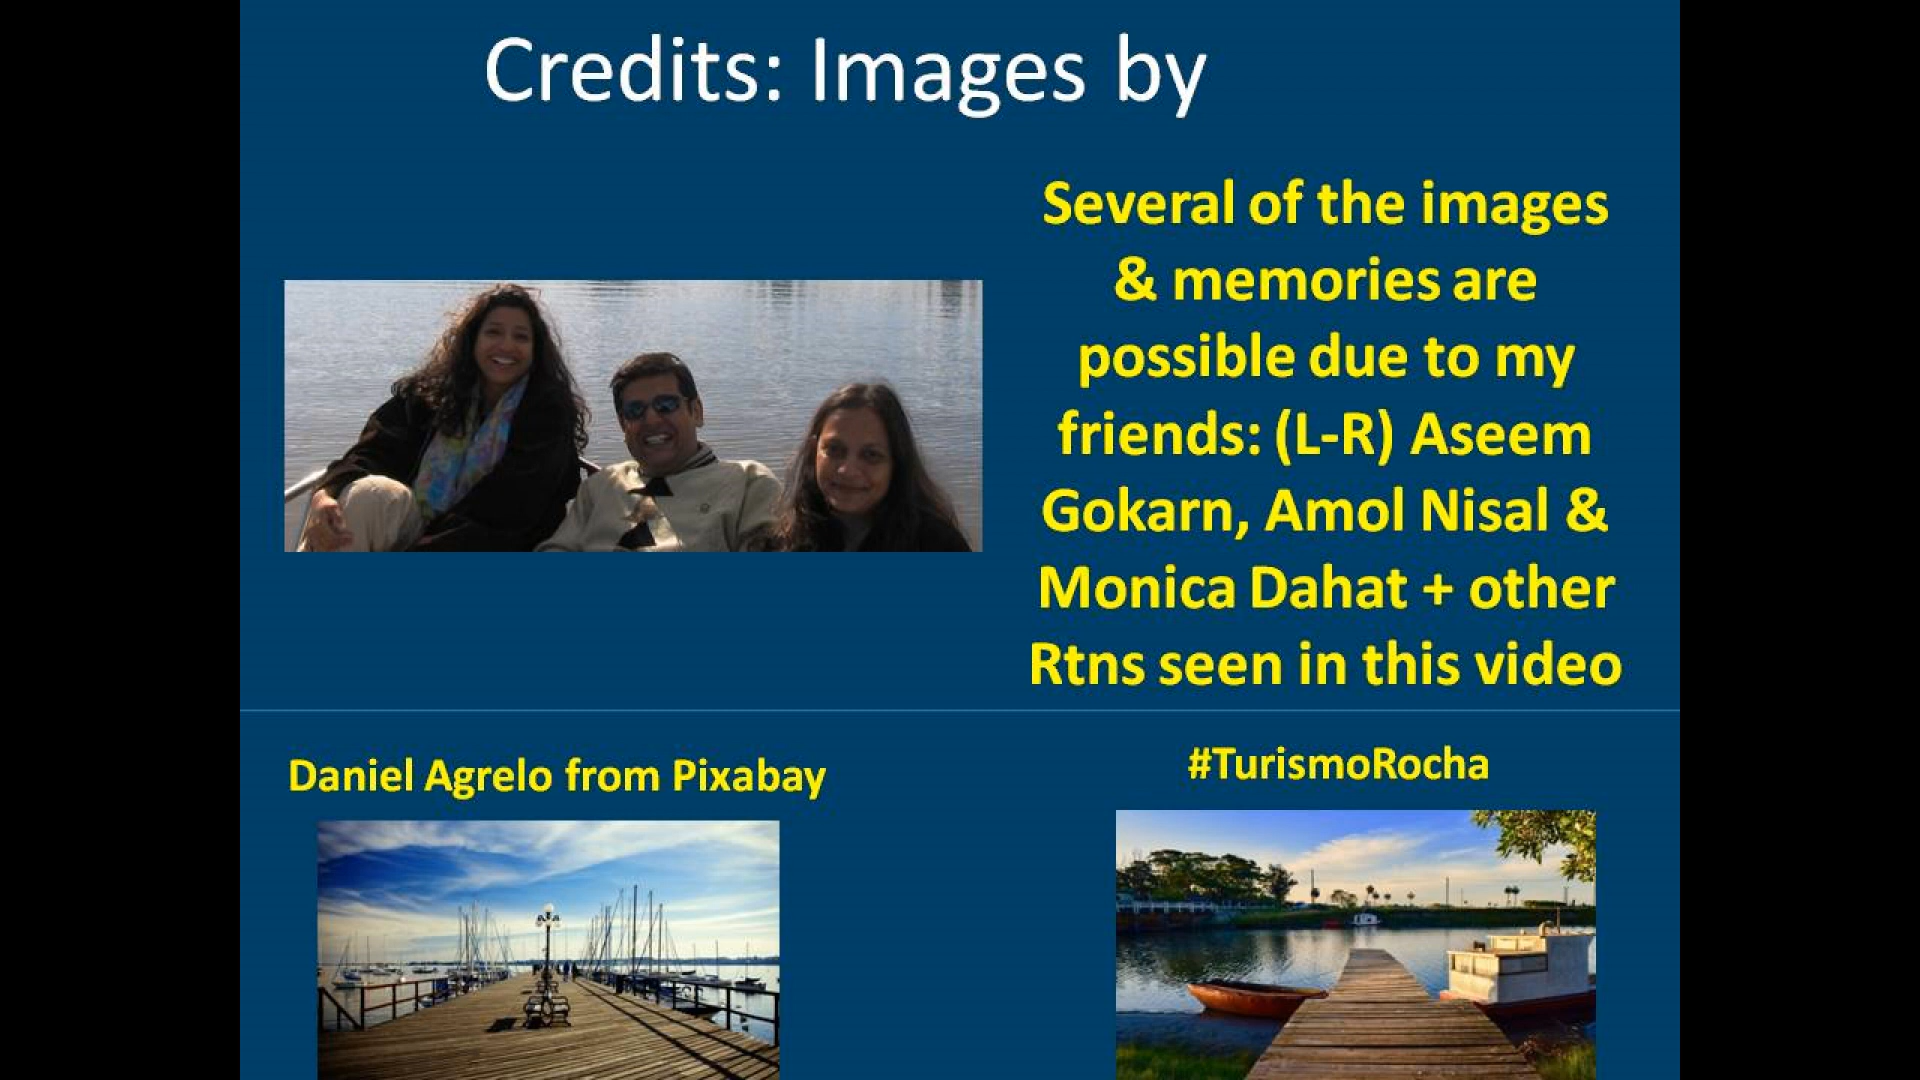 Credits: Images by
Several of the images
& memories are
possible due to my
friends: (L-R) Aseem
Gokarn, Amol Nisal &
Monica Dahat + other
Rtns seen in this video
Daniel Agrelo from Pixabay
#TurismoRocha